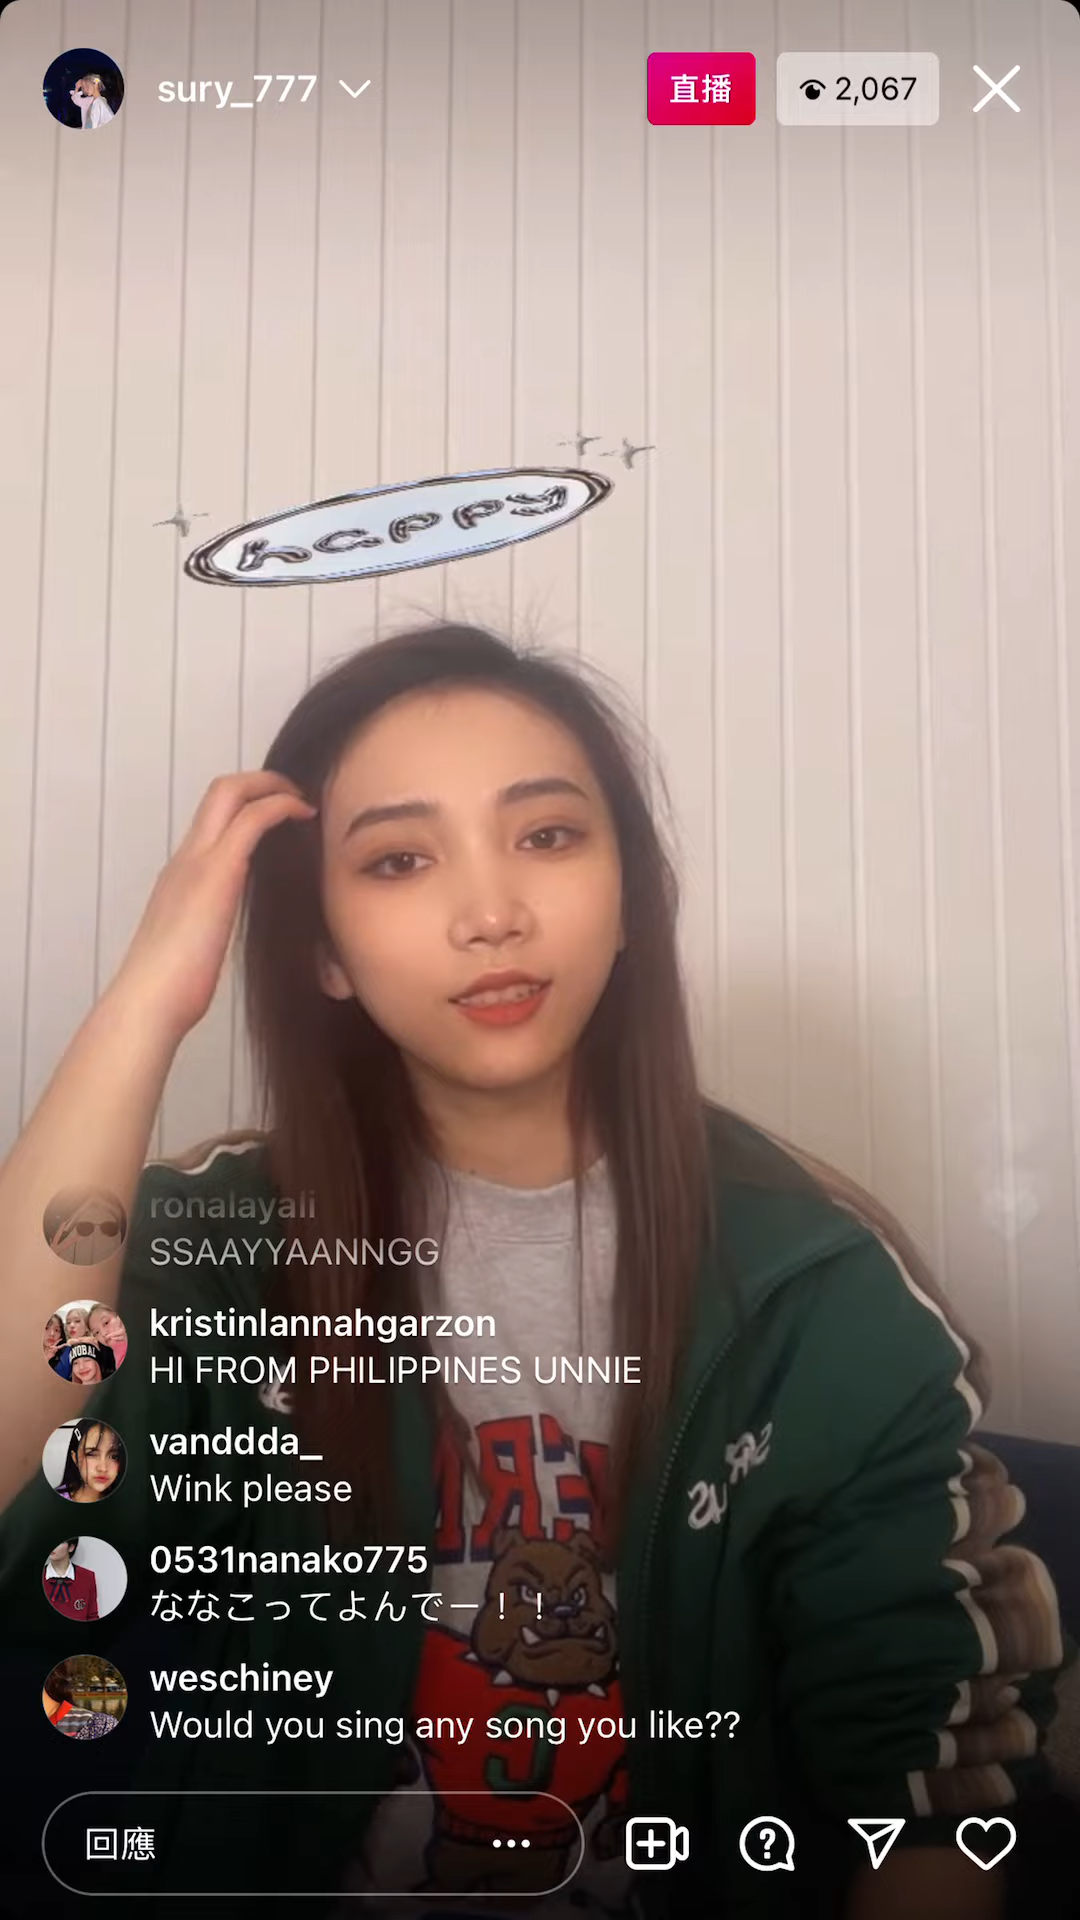 sury_777
直播
2,067
happy
ronalayali
SSAAYYAANNGG
kristinlannahgarzon
HI FROM PHILIPPINES UNNIE
vanddda_
Wink please
0531nanako775
ななこってよんでー！！
weschiney
Would you sing any song you like??
回應